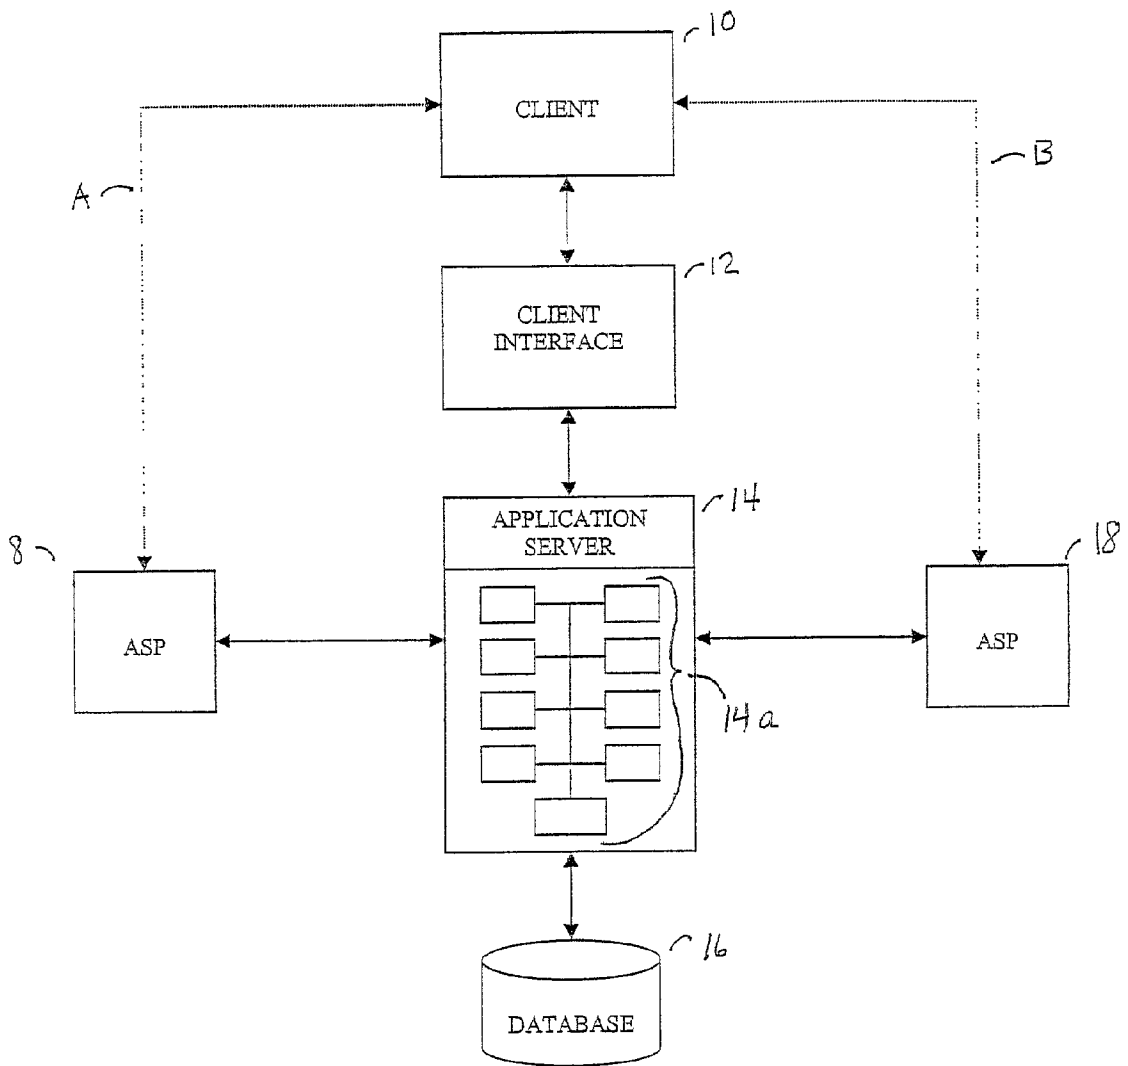 10
CLIENT
A
B
12
CLIENT
INTERFACE
14
APPLICATION
SERVER
8
18
ASP
ASP
14a
16
DATABASE